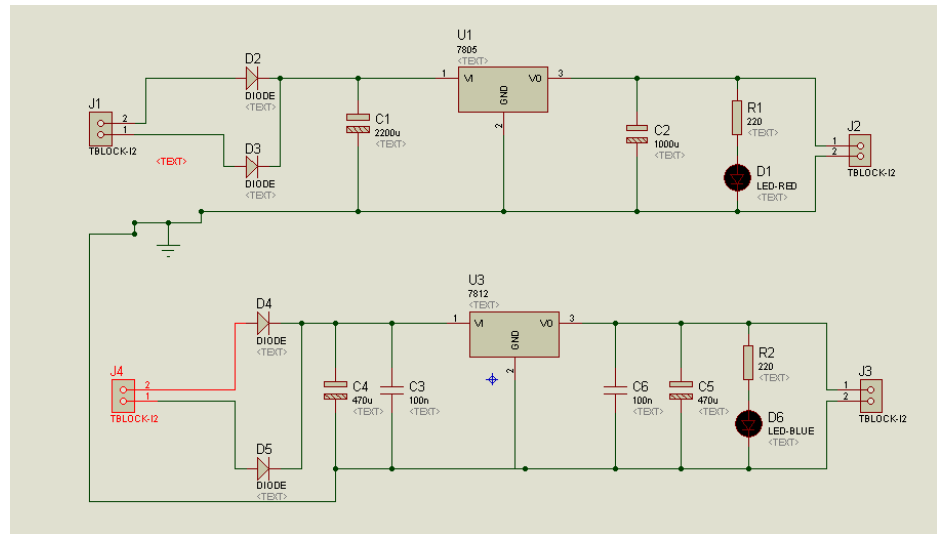 U1
7805
<TEXT>
1 VI VO 3
GND
2
D2
DIODE
<TEXT>
J1
2
1
TBLOCK-I2
<TEXT>
D3
DIODE
<TEXT>
C1
2200u
<TEXT>
C2
1000u
<TEXT>
R1
220
<TEXT>
D1
LED-RED
<TEXT>
J2
1
2
TBLOCK-I2
U3
7812
<TEXT>
1 VI VO 3
GND
2
D4
DIODE
<TEXT>
J4
2
1
TBLOCK-I2
D5
DIODE
<TEXT>
C4
470u
<TEXT>
C3
100n
<TEXT>
C6
100n
<TEXT>
C5
470u
<TEXT>
R2
220
<TEXT>
D6
LED-BLUE
<TEXT>
J3
1
2
TBLOCK-I2